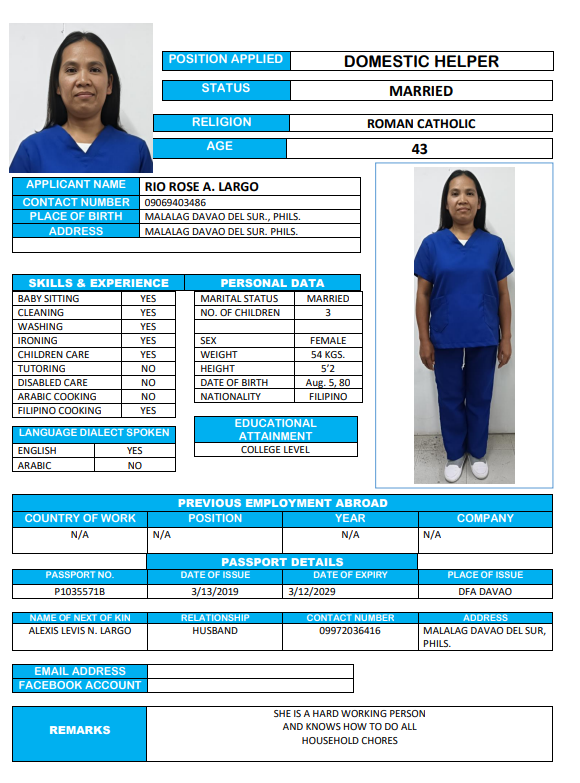 POSITION APPLIED DOMESTIC HELPER
STATUS MARRIED
RELIGION ROMAN CATHOLIC
AGE 43
APPLICANT NAME RIO ROSE A. LARGO
CONTACT NUMBER 09069403486
PLACE OF BIRTH MALALAG DAVAO DEL SUR., PHILS.
ADDRESS MALALAG DAVAO DEL SUR. PHILS.
SKILLS & EXPERIENCE
BABY SITTING YES
CLEANING YES
WASHING YES
IRONING YES
CHILDREN CARE YES
TUTORING NO
DISABLED CARE NO
ARABIC COOKING NO
FILIPINO COOKING YES
PERSONAL DATA
MARITAL STATUS MARRIED
NO. OF CHILDREN 3
SEX FEMALE
WEIGHT 54 KGS.
HEIGHT 5’2
DATE OF BIRTH Aug. 5, 80
NATIONALITY FILIPINO
LANGUAGE DIALECT SPOKEN
ENGLISH YES
ARABIC NO
EDUCATIONAL
ATTAINMENT
COLLEGE LEVEL
PREVIOUS EMPLOYMENT ABROAD
COUNTRY OF WORK POSITION YEAR COMPANY
N/A N/A N/A N/A
PASSPORT DETAILS
PASSPORT NO. DATE OF ISSUE DATE OF EXPIRY PLACE OF ISSUE
P1035571B 3/13/2019 3/12/2029 DFA DAVAO
NAME OF NEXT OF KIN RELATIONSHIP CONTACT NUMBER ADDRESS
ALEXIS LEVIS N. LARGO HUSBAND 09972036416 MALALAG DAVAO DEL SUR,
PHILS.
EMAIL ADDRESS
FACEBOOK ACCOUNT
REMARKS
SHE IS A HARD WORKING PERSON
AND KNOWS HOW TO DO ALL
HOUSEHOLD CHORES